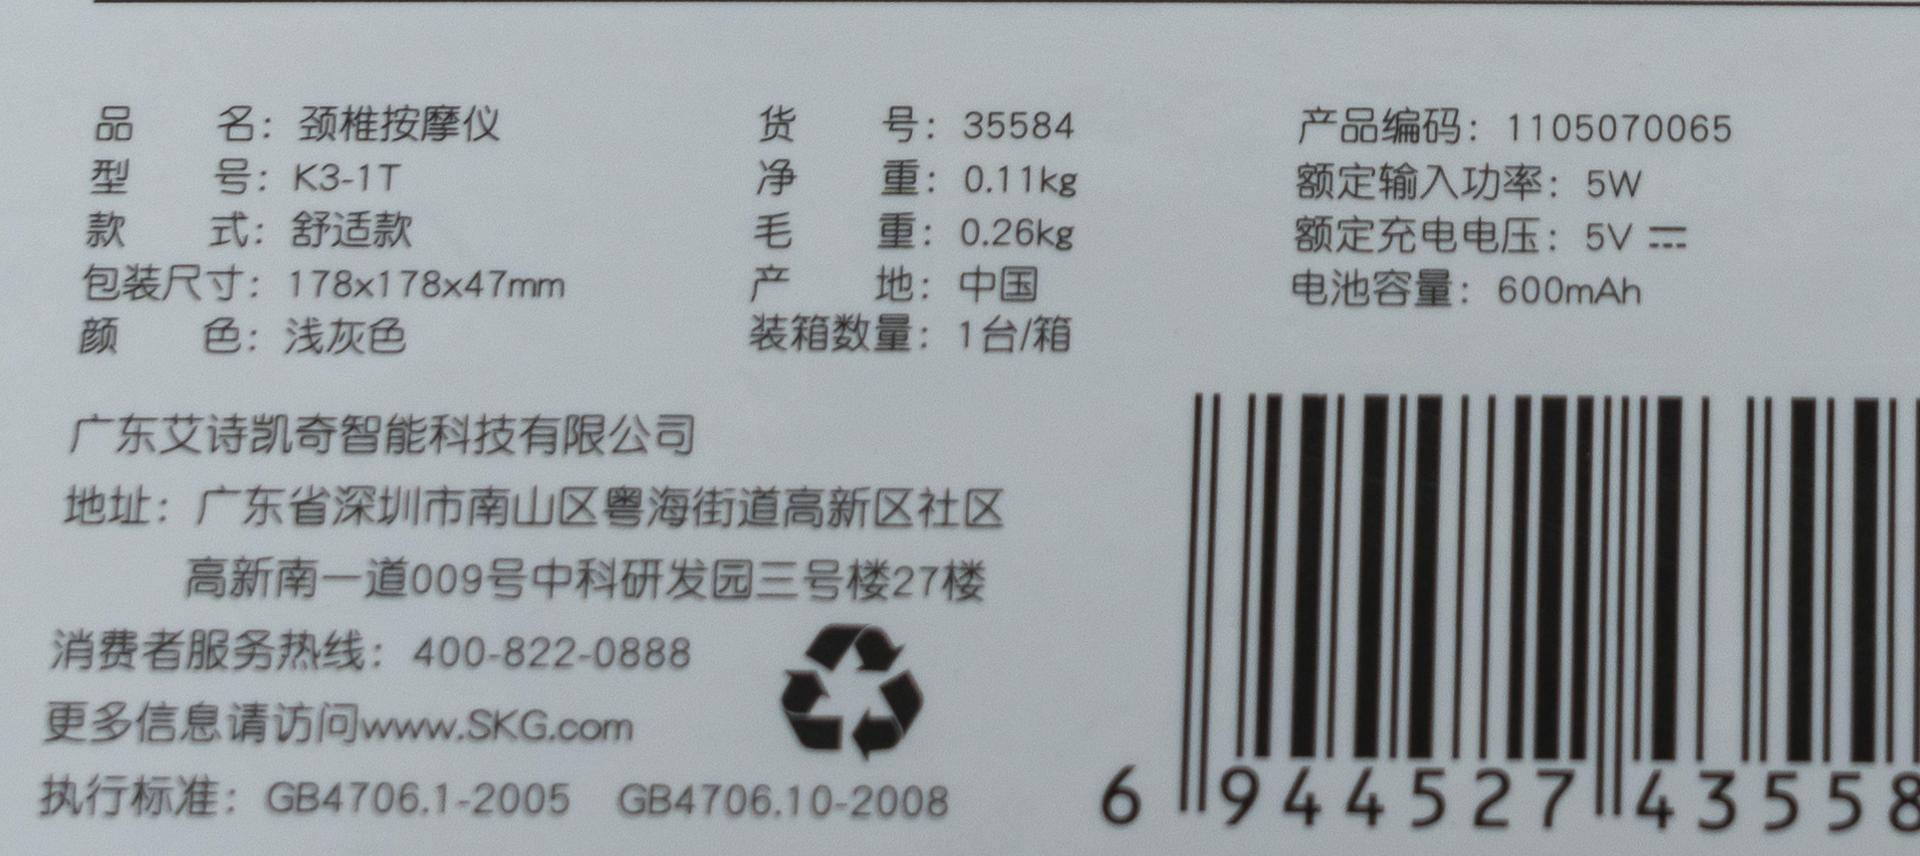 品名：颈椎按摩仪
型号：K3-1T
款式：舒适款
包装尺寸：178x178x47mm
颜色：浅灰色
货号：35584
净重：0.11kg
毛重：0.26kg
产地：中国
装箱数量：1台/箱
产品编码：1105070065
额定输入功率：5W
额定充电电压：5V ⎓
电池容量：600mAh
广东艾诗凯奇智能科技有限公司
地址：广东省深圳市南山区粤海街道高新区社区
高新南一道009号中科研发园三号楼27楼
消费者服务热线：400-822-0888
更多信息请访问www.SKG.com
执行标准：GB4706.1-2005 GB4706.10-2008
6 944527 43558